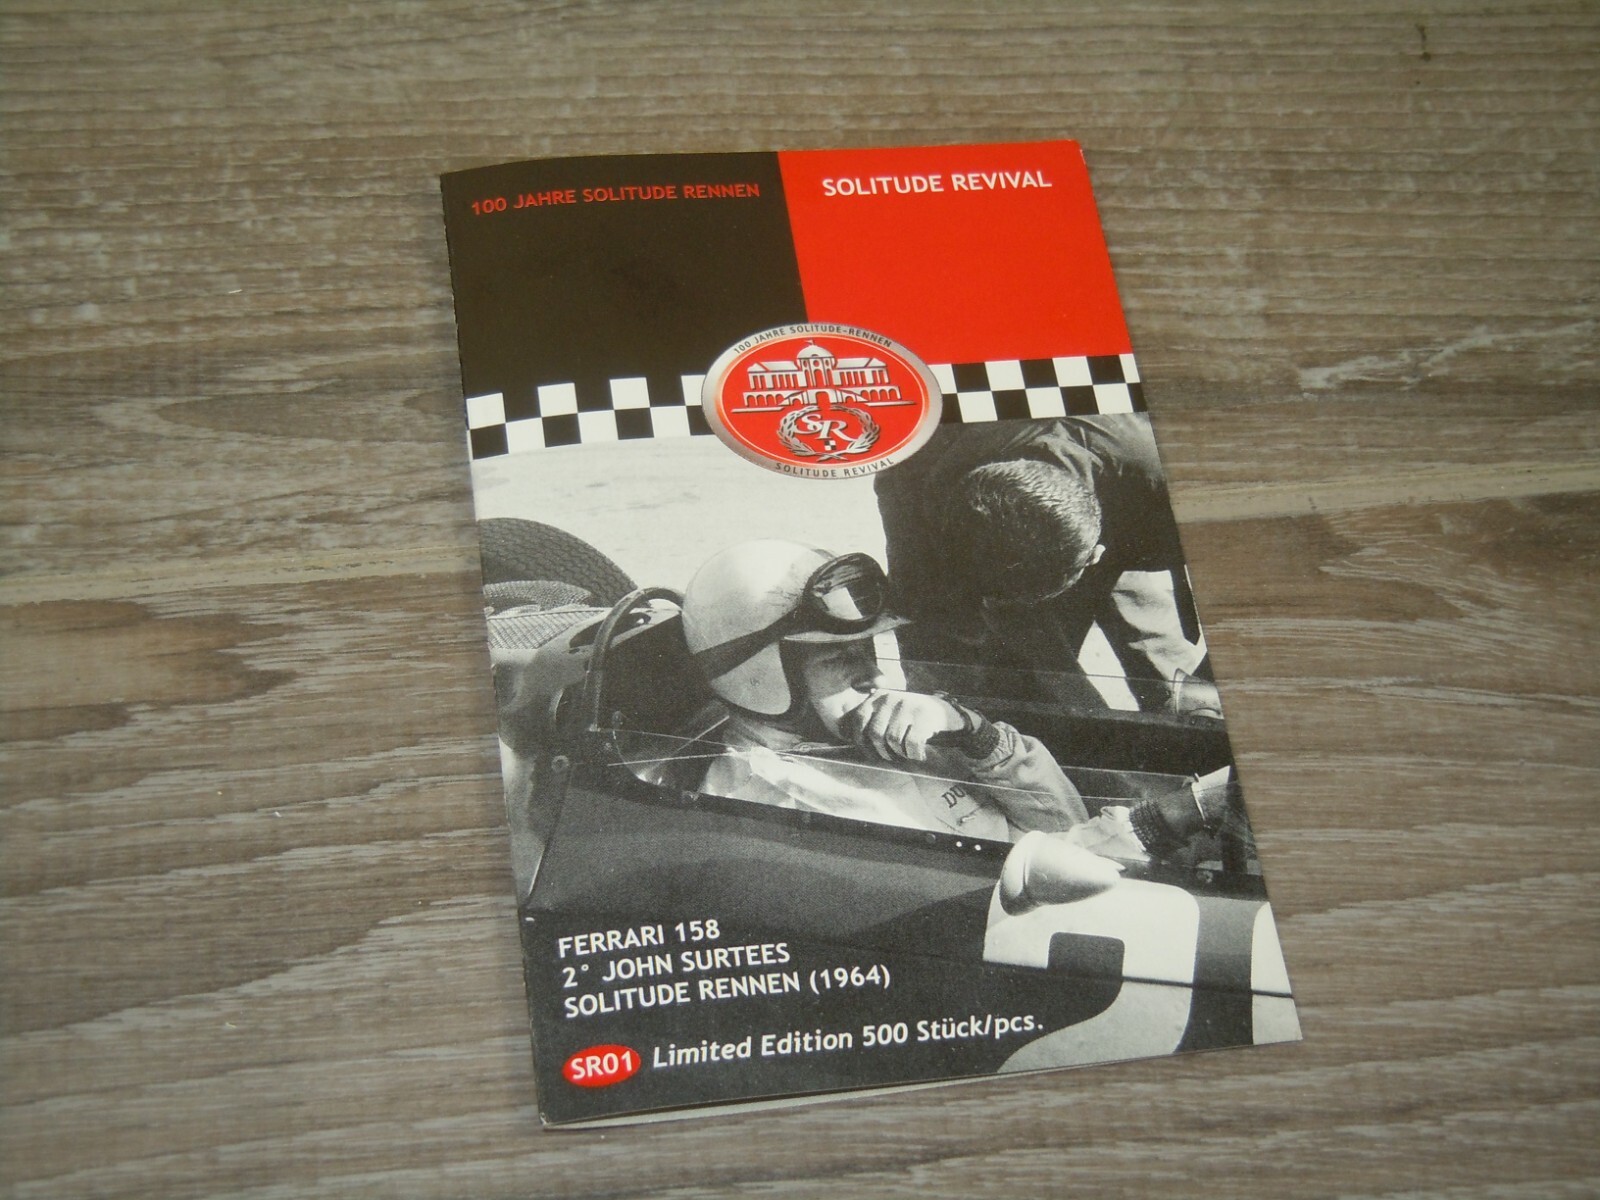 100 JAHRE SOLITUDE RENNEN
SOLITUDE REVIVAL
100 JAHRE SOLITUDE-RENNEN
SR
SOLITUDE REVIVAL
DU
FERRARI 158
2° JOHN SURTEES
SOLITUDE RENNEN (1964)
SR01 Limited Edition 500 Stück/pcs.